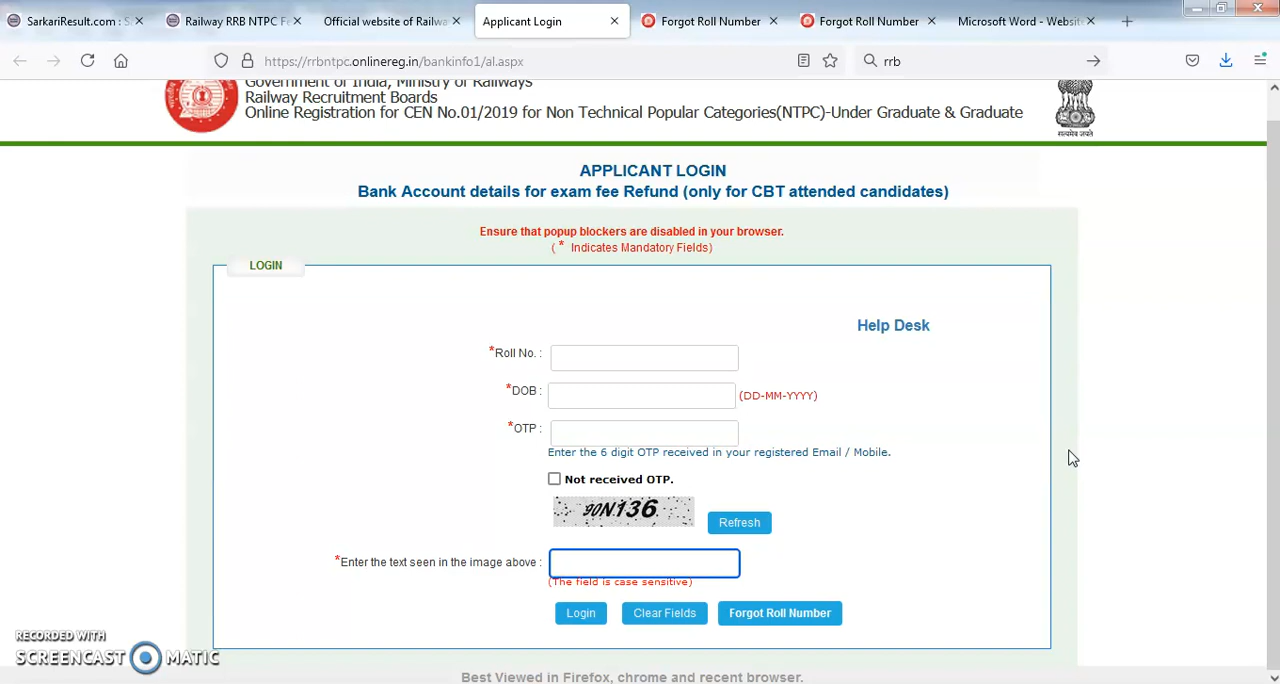 SarkariResult.com : S
Railway RRB NTPC Fe
Official website of Railwa
Applicant Login
Forgot Roll Number
Forgot Roll Number
Microsoft Word - Website
https://rrbntpc.onlinereg.in/bankinfo1/al.aspx
rrb
Government of India, Ministry of Railways
Railway Recruitment Boards
Online Registration for CEN No.01/2019 for Non Technical Popular Categories(NTPC)-Under Graduate & Graduate
सत्यमेव जयते
APPLICANT LOGIN
Bank Account details for exam fee Refund (only for CBT attended candidates)
Ensure that popup blockers are disabled in your browser.
( * Indicates Mandatory Fields)
LOGIN
Help Desk
*Roll No. :
*DOB :
(DD-MM-YYYY)
*OTP :
Enter the 6 digit OTP received in your registered Email / Mobile.
Not received OTP.
90N136
Refresh
*Enter the text seen in the image above :
(The field is case sensitive)
Login
Clear Fields
Forgot Roll Number
RECORDED WITH
SCREENCAST MATIC
Best Viewed in Firefox, chrome and recent browser.